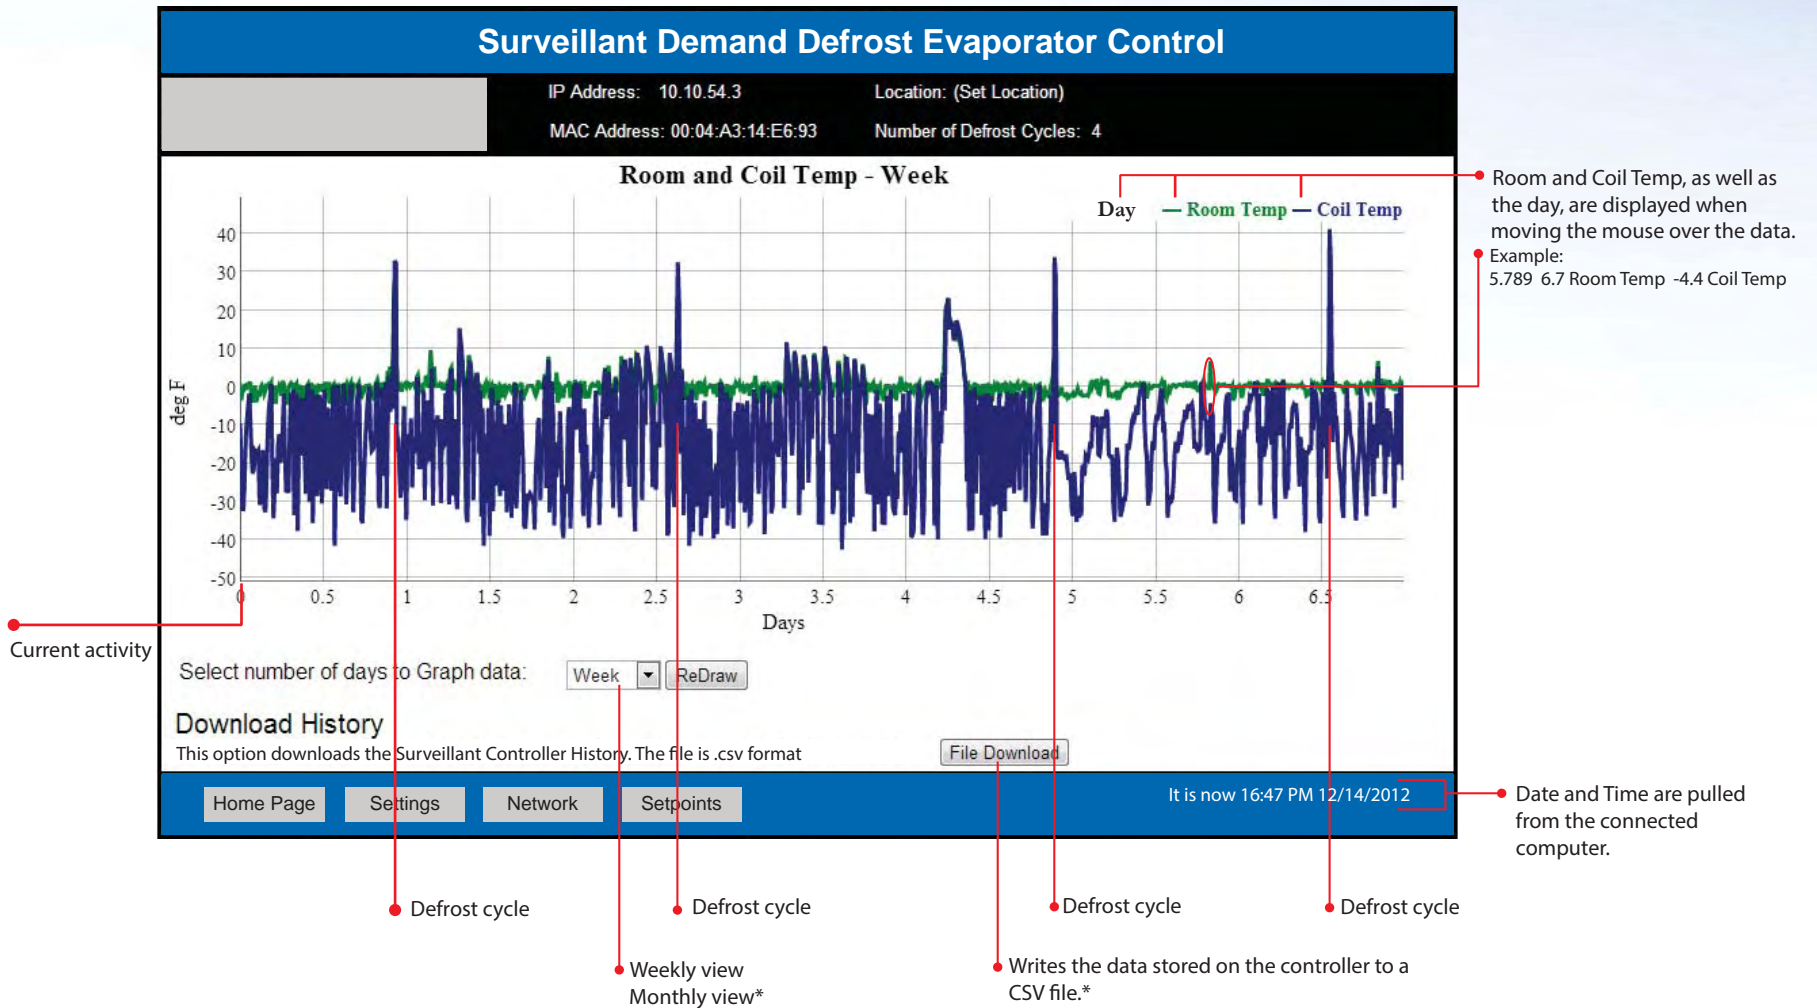 Surveillant Demand Defrost Evaporator Control
IP Address: 10.10.54.3
Location: (Set Location)
MAC Address: 00:04:A3:14:E6:93
Number of Defrost Cycles: 4
Room and Coil Temp - Week
Day — Room Temp — Coil Temp
40
30
20
10
0
-10
-20
-30
-40
-50
deg F
0 0.5 1 1.5 2 2.5 3 3.5 4 4.5 5 5.5 6 6.5
Days
Room and Coil Temp, as well as
the day, are displayed when
moving the mouse over the data.
Example:
5.789 6.7 Room Temp -4.4 Coil Temp
Current activity
Select number of days to Graph data:
Week
ReDraw
Download History
This option downloads the Surveillant Controller History. The file is .csv format
File Download
Home Page
Settings
Network
Setpoints
It is now 16:47 PM 12/14/2012
Date and Time are pulled
from the connected
computer.
Defrost cycle
Defrost cycle
Defrost cycle
Defrost cycle
Weekly view
Monthly view*
Writes the data stored on the controller to a
CSV file.*